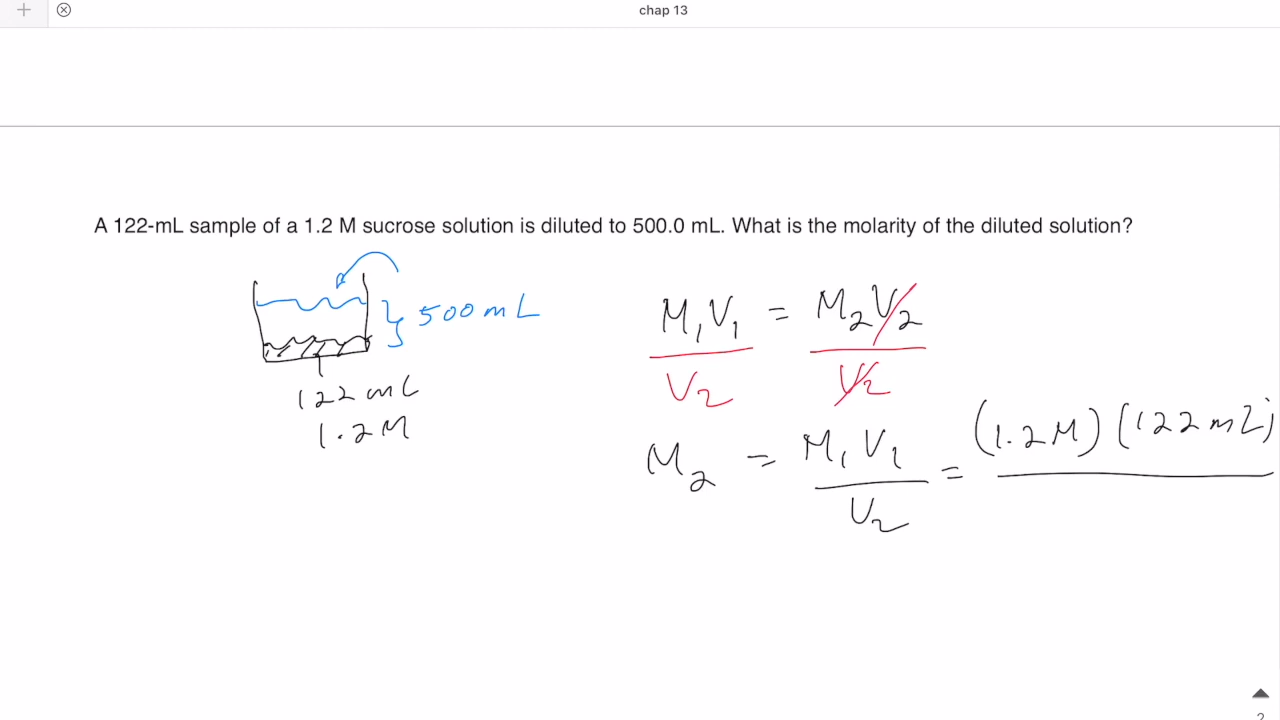 chap 13
A 122-mL sample of a 1.2 M sucrose solution is diluted to 500.0 mL. What is the molarity of the diluted solution?
500 mL
122 mL
1.2 M
M₁V₁ = M₂V₂
V₂ V₂
M₂ = M₁V₁ = (1.2M)(122mL)
V₂
2